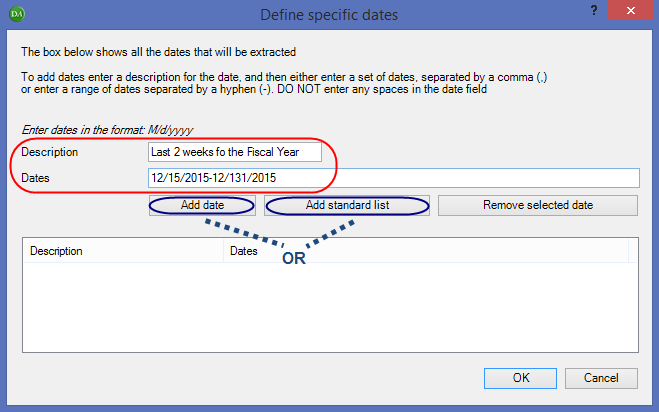 DA
Define specific dates
?
The box below shows all the dates that will be extracted
To add dates enter a description for the date, and then either enter a set of dates, separated by a comma (,)
or enter a range of dates separated by a hyphen (-). DO NOT enter any spaces in the date field
Enter dates in the format: M/d/yyyy
Description Last 2 weeks fo the Fiscal Year
Dates 12/15/2015-12/131/2015
Add date Add standard list Remove selected date
OR
Description Dates
OK Cancel